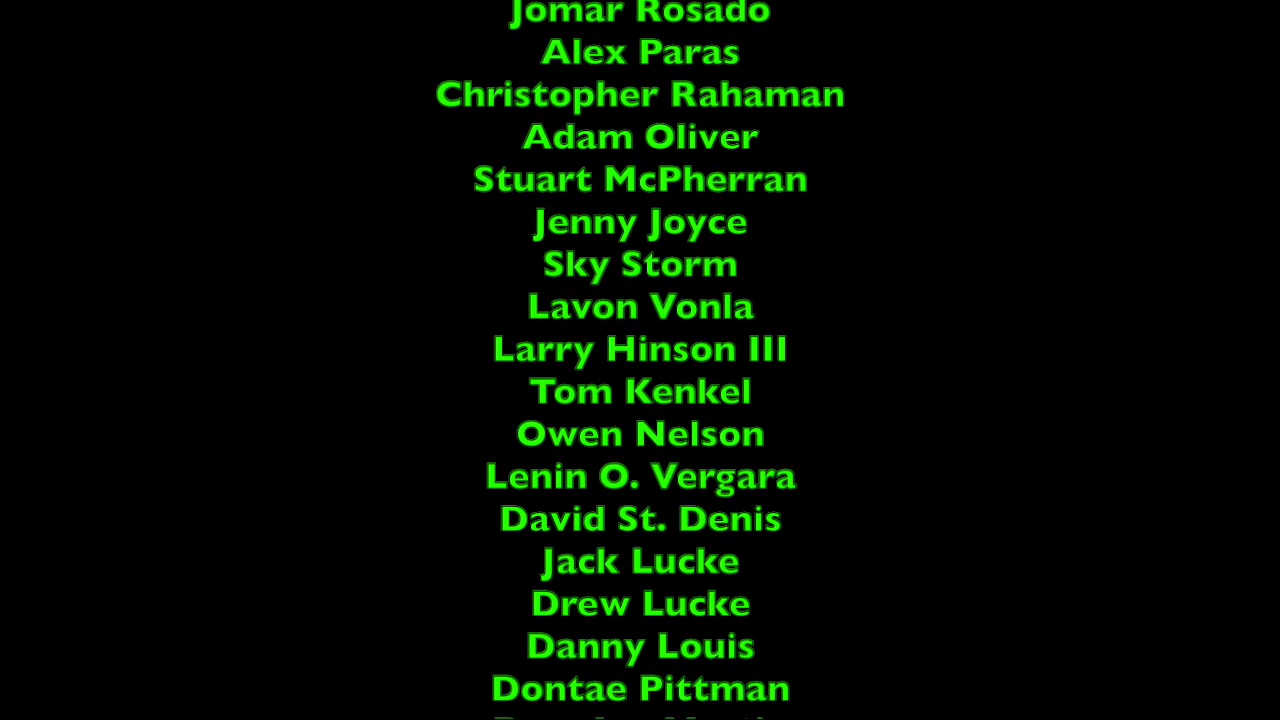 Jomar Rosado
Alex Paras
Christopher Rahaman
Adam Oliver
Stuart McPherran
Jenny Joyce
Sky Storm
Lavon Vonla
Larry Hinson III
Tom Kenkel
Owen Nelson
Lenin O. Vergara
David St. Denis
Jack Lucke
Drew Lucke
Danny Louis
Dontae Pittman